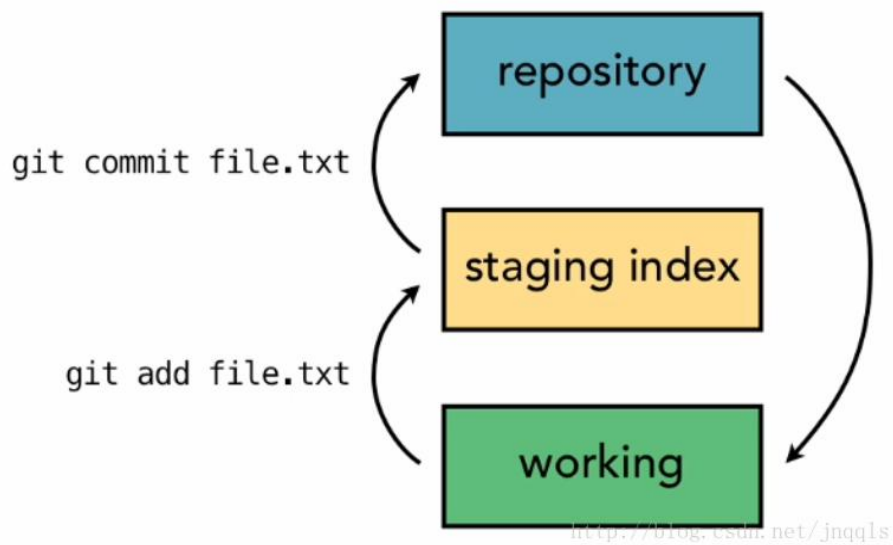 repository
git commit file.txt
staging index
git add file.txt
working
http://blog.csdn.net/jnqqls